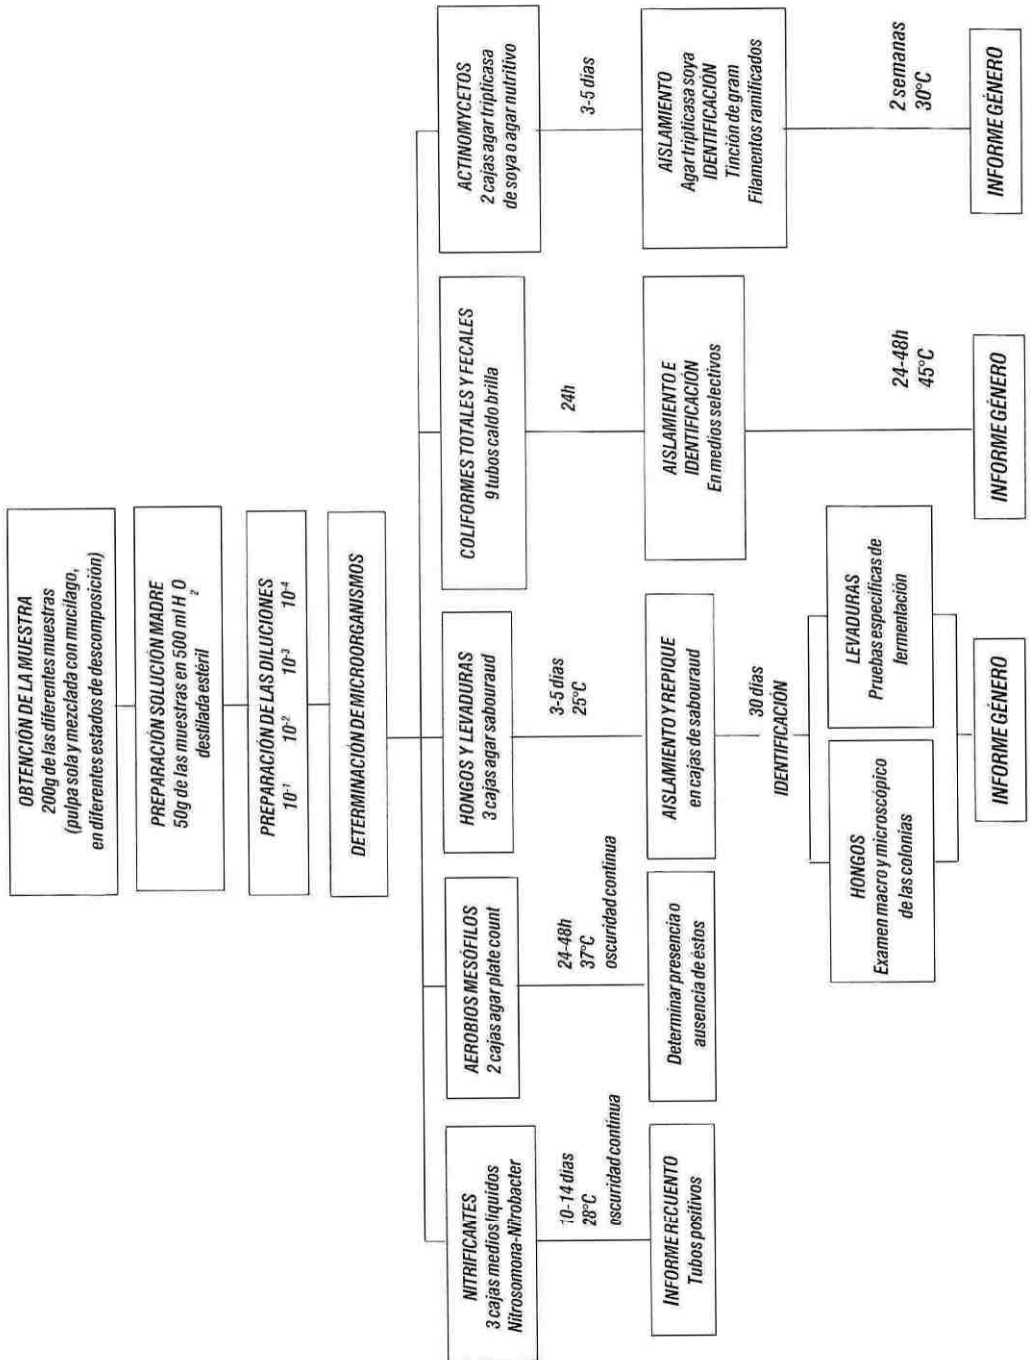 OBTENCIÓN DE LA MUESTRA
200g de las diferentes muestras
(pulpa sola y mezclada con mucílago,
en diferentes estados de descomposición)
PREPARACIÓN SOLUCIÓN MADRE
50g de las muestras en 500 ml H O
2
destilada estéril
PREPARACIÓN DE LAS DILUCIONES
10-1 10-2 10-3 10-4
DETERMINACIÓN DE MICROORGANISMOS
NITRIFICANTES
3 cajas medios líquidos
Nitrosomona-Nitrobacter
10-14 días
28°C
oscuridad continua
INFORME RECUENTO
Tubos positivos
AEROBIOS MESÓFILOS
2 cajas agar plate count
24-48h
37°C
oscuridad continua
Determinar presencia o
ausencia de éstos
HONGOS Y LEVADURAS
3 cajas agar sabouraud
3-5 días
25°C
AISLAMIENTO Y REPIQUE
en cajas de sabouraud
30 días
IDENTIFICACIÓN
HONGOS
Examen macro y microscópico
de las colonias
LEVADURAS
Pruebas específicas de
fermentación
INFORME GÉNERO
COLIFORMES TOTALES Y FECALES
9 tubos caldo brilla
24h
AISLAMIENTO E
IDENTIFICACIÓN
En medios selectivos
24-48h
45°C
INFORME GÉNERO
ACTINOMYCETOS
2 cajas agar tripticasa
de soya o agar nutritivo
3-5 días
AISLAMIENTO
Agar tripticasa soya
IDENTIFICACIÓN
Tinción de gram
Filamentos ramificados
2 semanas
30°C
INFORME GÉNERO